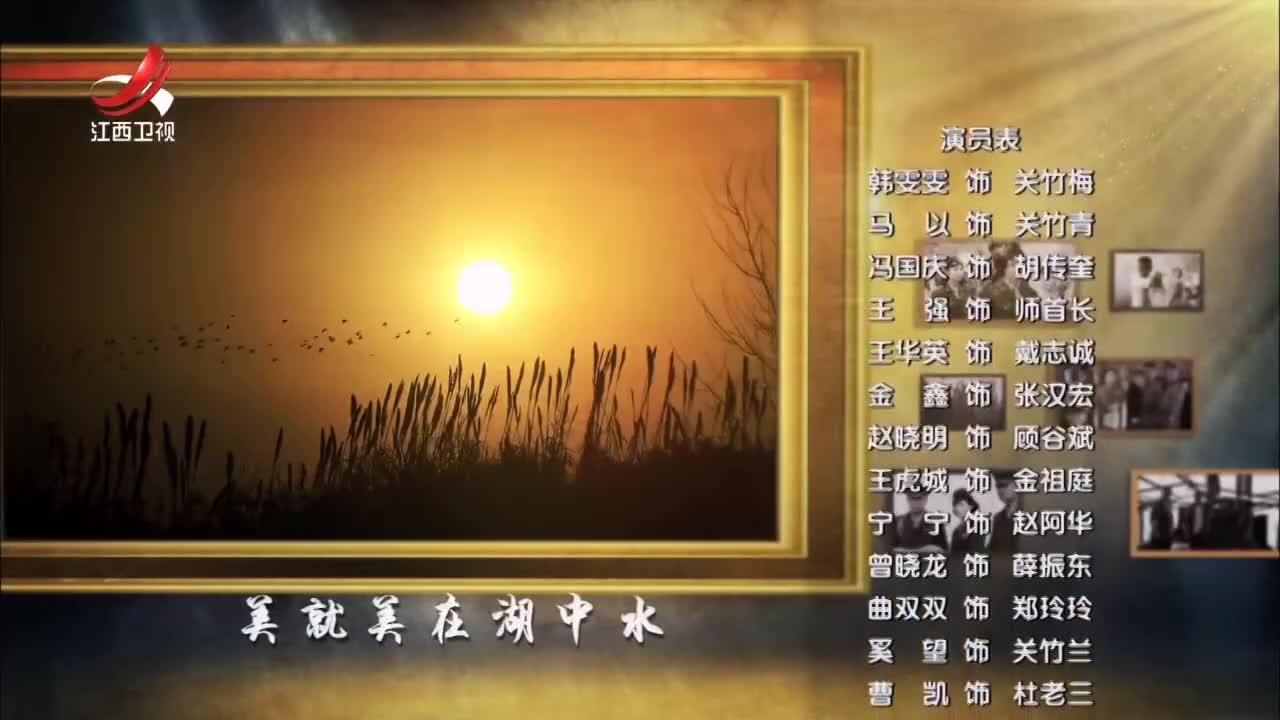 江西卫视
演员表
韩雯雯 饰 关竹梅
马 以 饰 关竹青
冯国庆 饰 胡传奎
王 强 饰 师首长
王华英 饰 戴志诚
金 鑫 饰 张汉宏
赵晓明 饰 顾谷斌
王虎城 饰 金祖庭
宁 宁 饰 赵阿华
曾晓龙 饰 薛振东
曲双双 饰 郑玲玲
奚 望 饰 关竹兰
曹 凯 饰 杜老三
美就美在湖中水